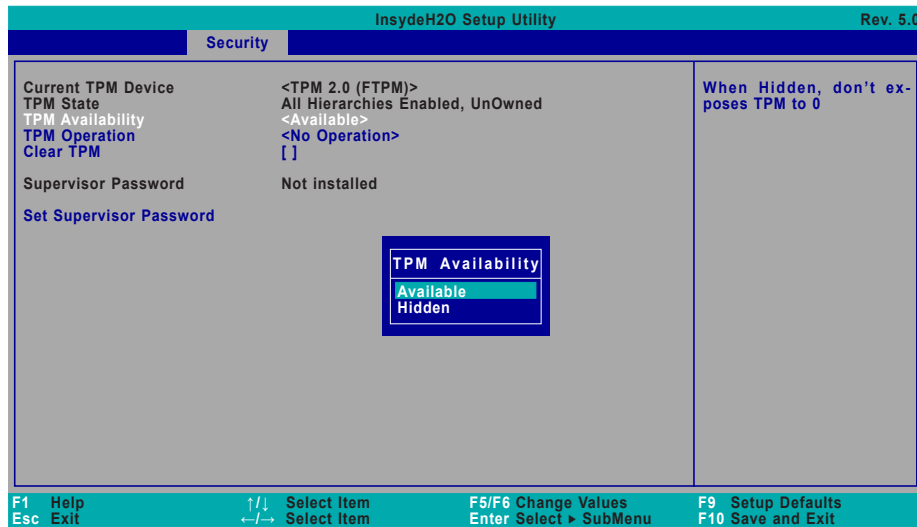 InsydeH2O Setup Utility Rev. 5.0
Security
Current TPM Device <TPM 2.0 (FTPM)>
TPM State All Hierarchies Enabled, UnOwned
TPM Availability <Available>
TPM Operation <No Operation>
Clear TPM [ ]
Supervisor Password Not installed
Set Supervisor Password
When Hidden, don't ex-
poses TPM to 0
TPM Availability
Available
Hidden
F1 Help ↑/↓ Select Item F5/F6 Change Values F9 Setup Defaults
Esc Exit ←/→ Select Item Enter Select ▸ SubMenu F10 Save and Exit